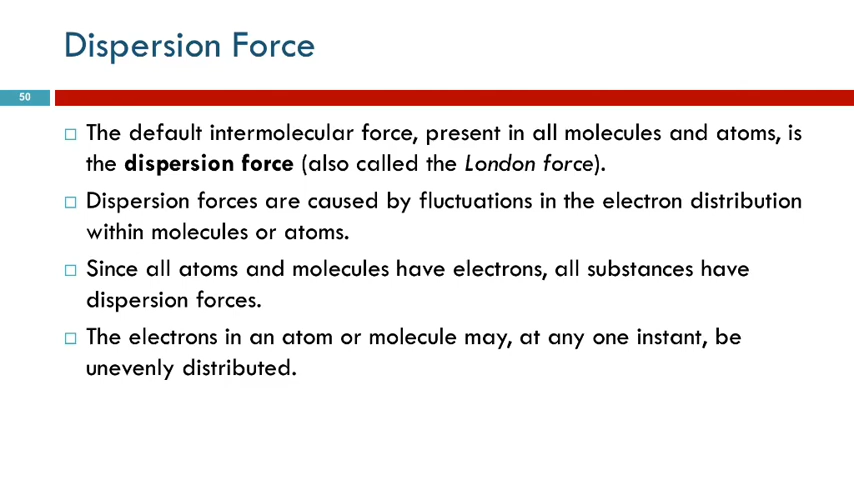 Dispersion Force
50
The default intermolecular force, present in all molecules and atoms, is
the dispersion force (also called the London force).
Dispersion forces are caused by fluctuations in the electron distribution
within molecules or atoms.
Since all atoms and molecules have electrons, all substances have
dispersion forces.
The electrons in an atom or molecule may, at any one instant, be
unevenly distributed.